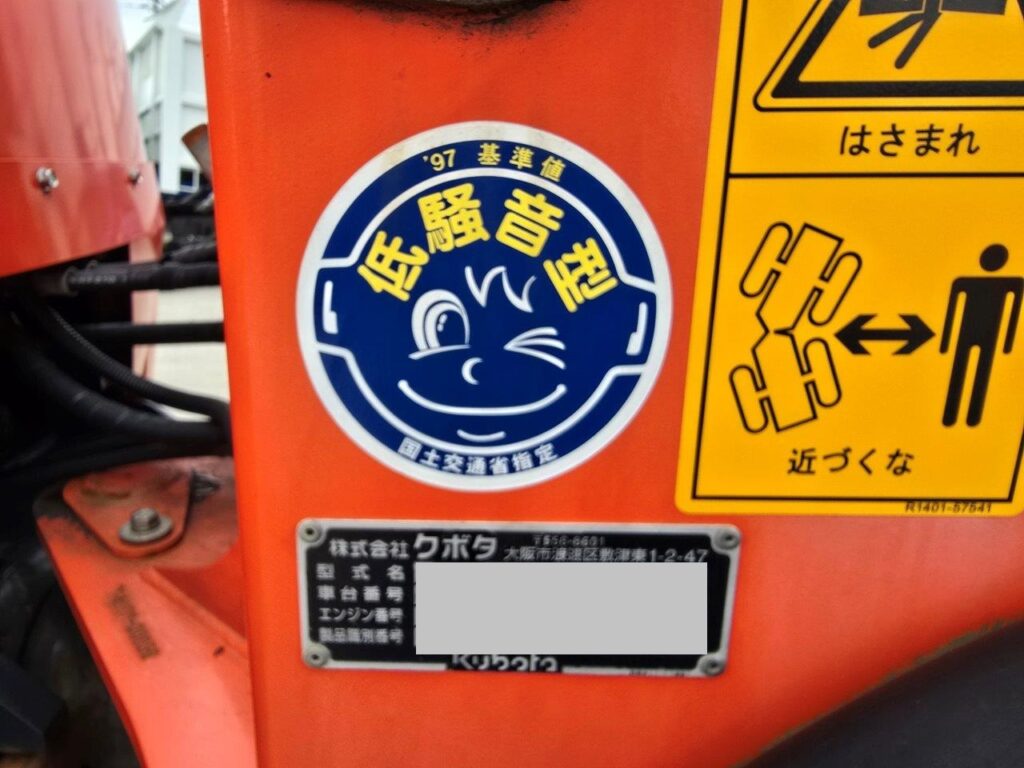 '97 基準値
低騒音型
国土交通省指定
はさまれ
近づくな
R1401-57541
株式会社クボタ
大阪市浪速区敷津東1-2-47
型式名
車台番号
エンジン番号
製品識別番号
Kubota